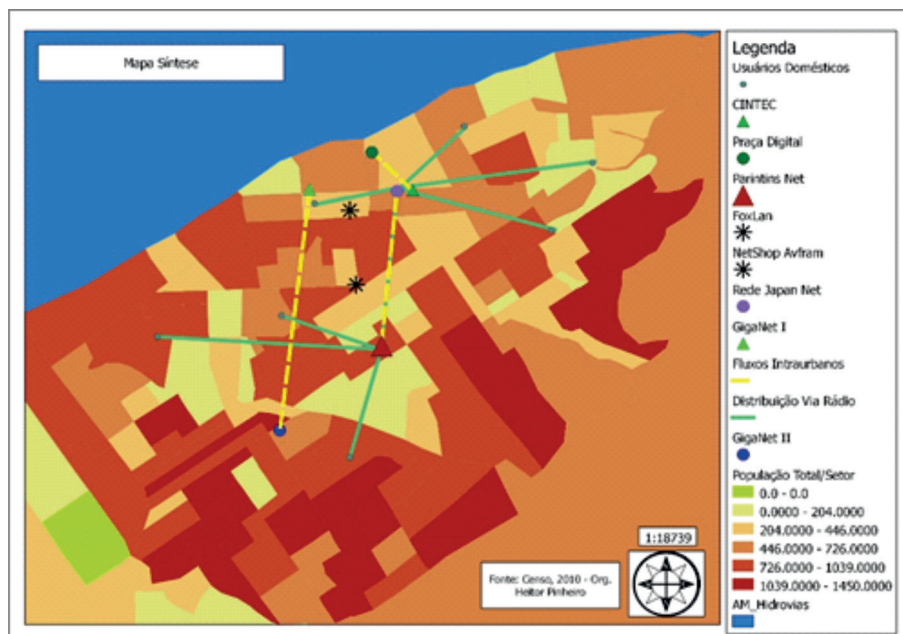 Mapa Síntese
Legenda
Usuários Domésticos
CINTEC
Praça Digital
Parintins Net
FoxLan
NetShop Avfram
Rede Japan Net
GigaNet I
Fluxos Intraurbanos
Distribuição Via Rádio
GigaNet II
População Total/Setor
0.0 - 0.0
0.0000 - 204.0000
204.0000 - 446.0000
446.0000 - 726.0000
726.0000 - 1039.0000
1039.0000 - 1450.0000
AM_Hidrovias
1:18739
Fonte: Censo, 2010 - Org.
Heitor Pinheiro